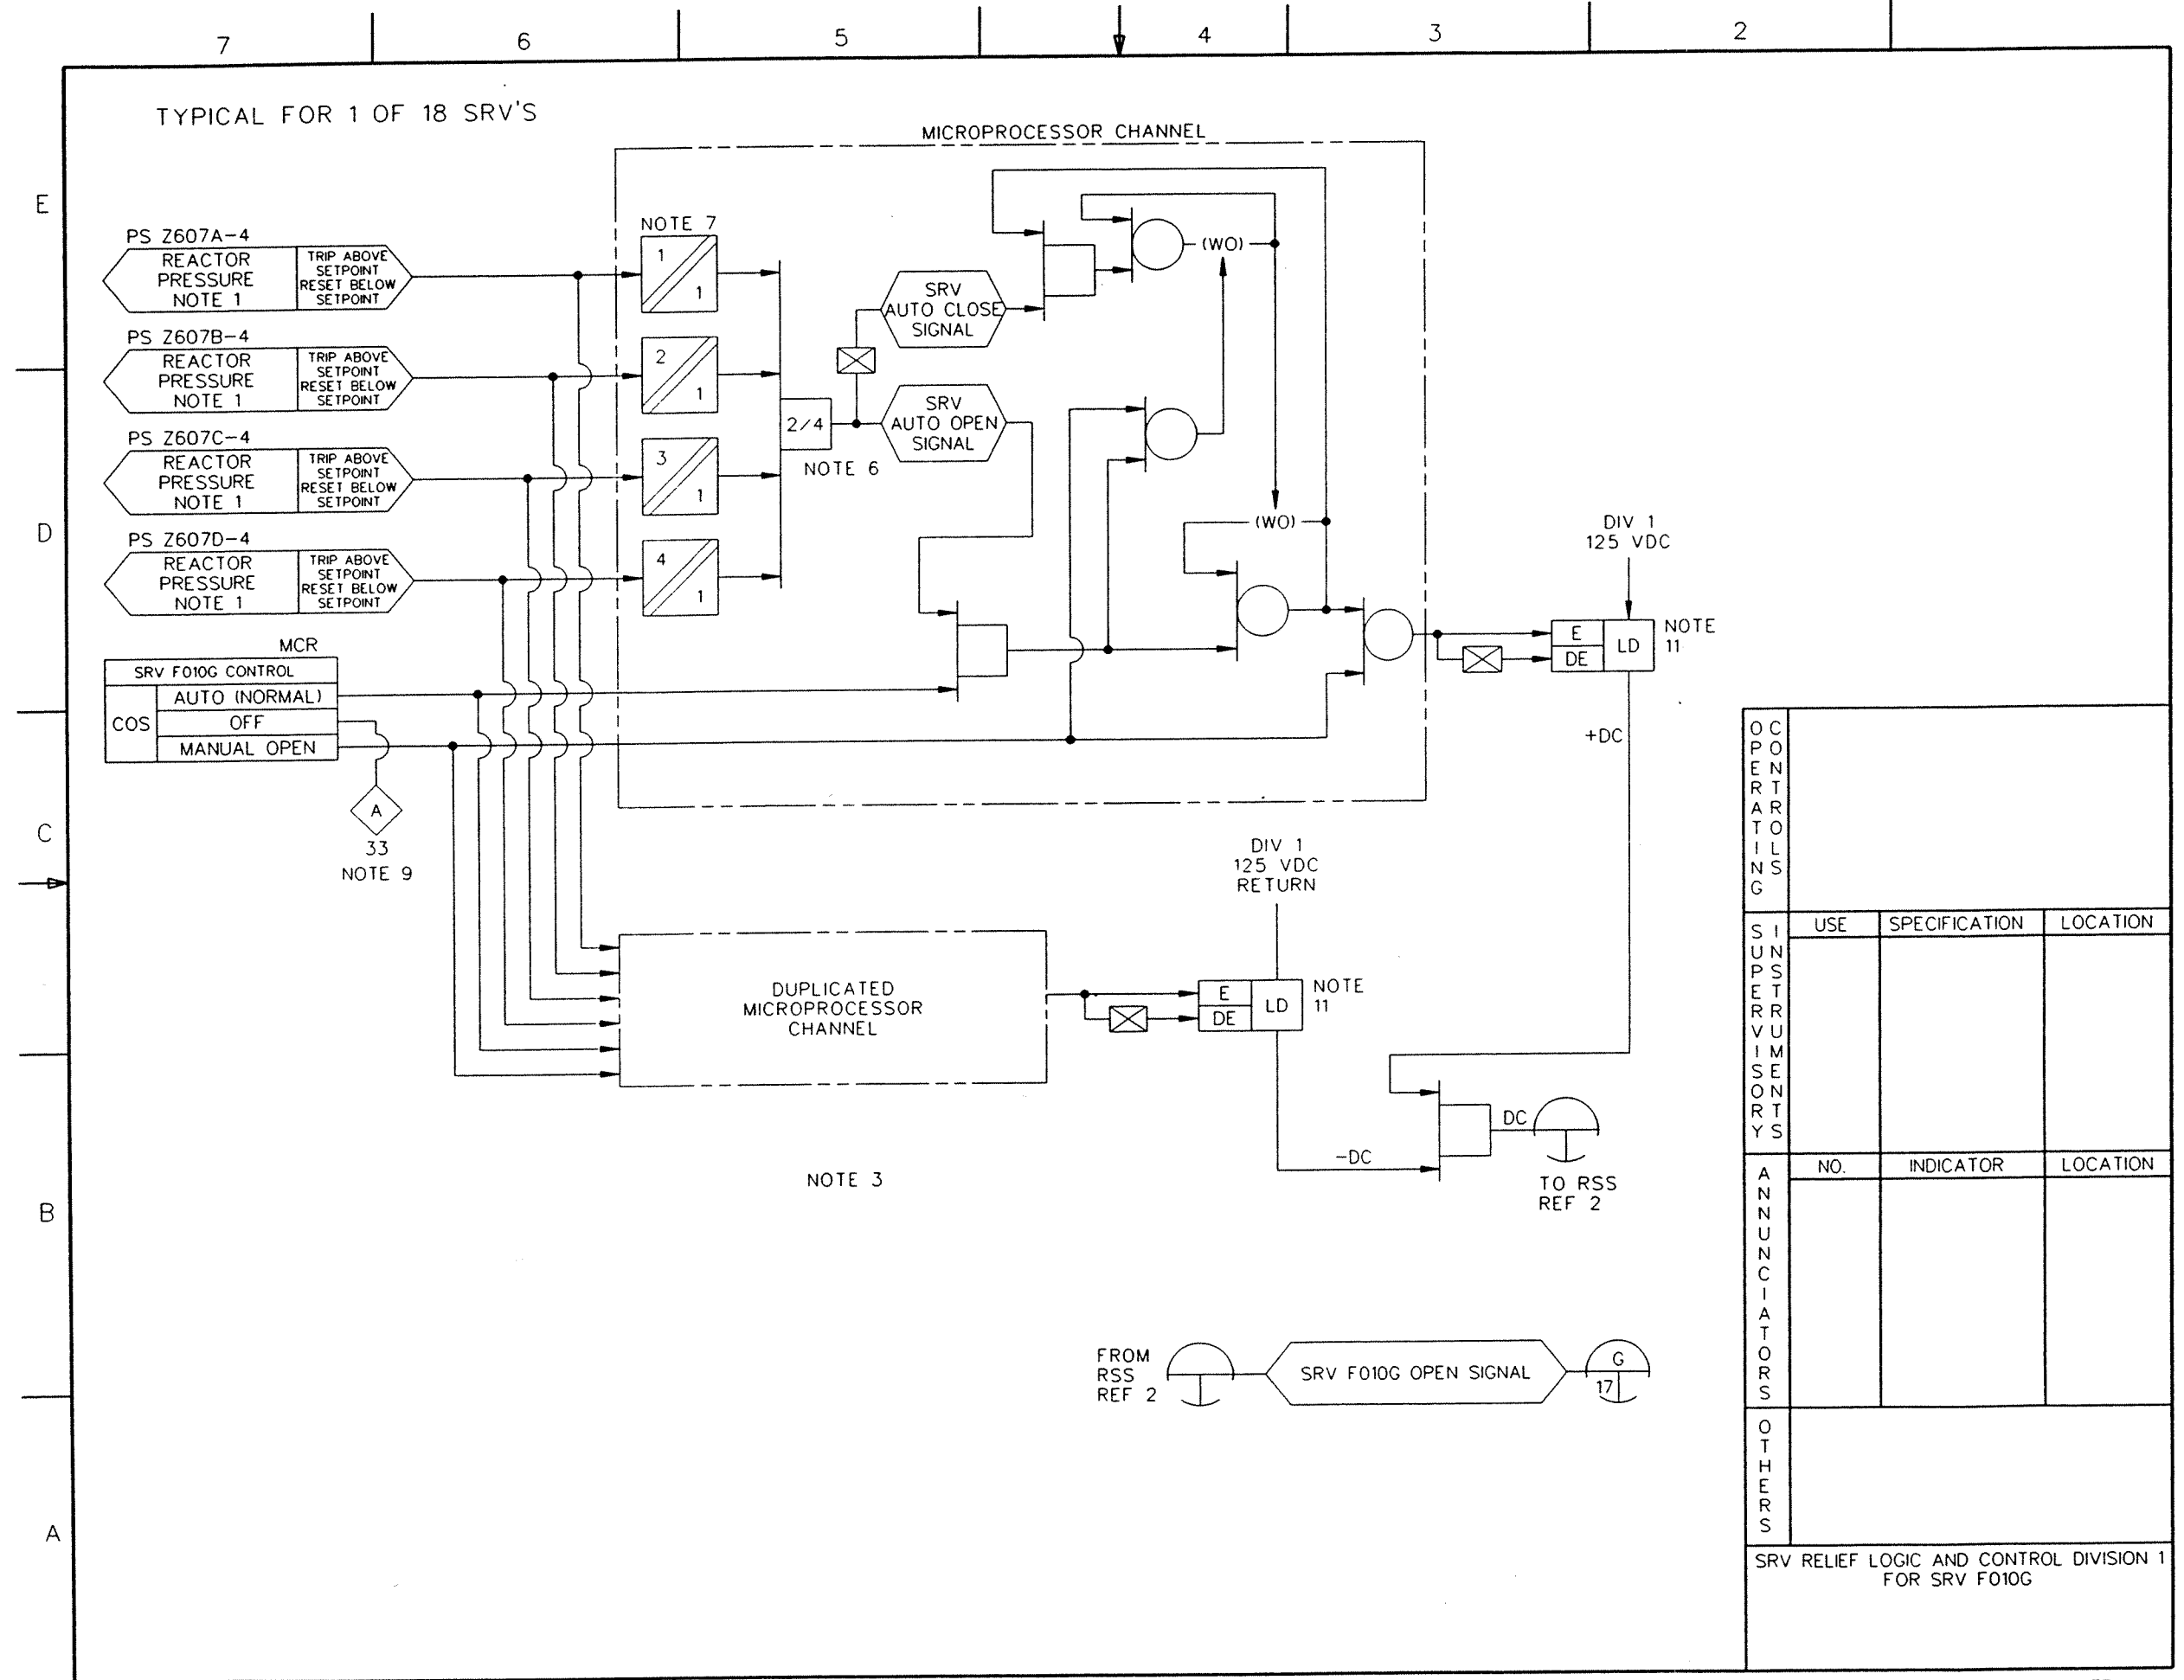 7 6 5 4 3 2
TYPICAL FOR 1 OF 18 SRV'S
MICROPROCESSOR CHANNEL
E
D
C
B
A
PS Z607A-4
REACTOR
PRESSURE
NOTE 1
TRIP ABOVE
SETPOINT
RESET BELOW
SETPOINT
PS Z607B-4
REACTOR
PRESSURE
NOTE 1
TRIP ABOVE
SETPOINT
RESET BELOW
SETPOINT
PS Z607C-4
REACTOR
PRESSURE
NOTE 1
TRIP ABOVE
SETPOINT
RESET BELOW
SETPOINT
PS Z607D-4
REACTOR
PRESSURE
NOTE 1
TRIP ABOVE
SETPOINT
RESET BELOW
SETPOINT
NOTE 7
1
1
2
1
3
1
4
1
2/4
NOTE 6
SRV
AUTO CLOSE
SIGNAL
SRV
AUTO OPEN
SIGNAL
(WO)
(WO)
MCR
SRV F010G CONTROL
COS
AUTO (NORMAL)
OFF
MANUAL OPEN
A
33
NOTE 9
DIV 1
125 VDC
E
DE
LD
NOTE
11
+DC
DIV 1
125 VDC
RETURN
DUPLICATED
MICROPROCESSOR
CHANNEL
E
DE
LD
NOTE
11
-DC
DC
TO RSS
REF 2
NOTE 3
FROM
RSS
REF 2
SRV F010G OPEN SIGNAL
G
17
OPERATING
CONTROLS
SUPERVISORY
INSTRUMENTS
USE SPECIFICATION LOCATION
ANNUNCIATORS
NO. INDICATOR LOCATION
OTHERS
SRV RELIEF LOGIC AND CONTROL DIVISION 1
FOR SRV F010G